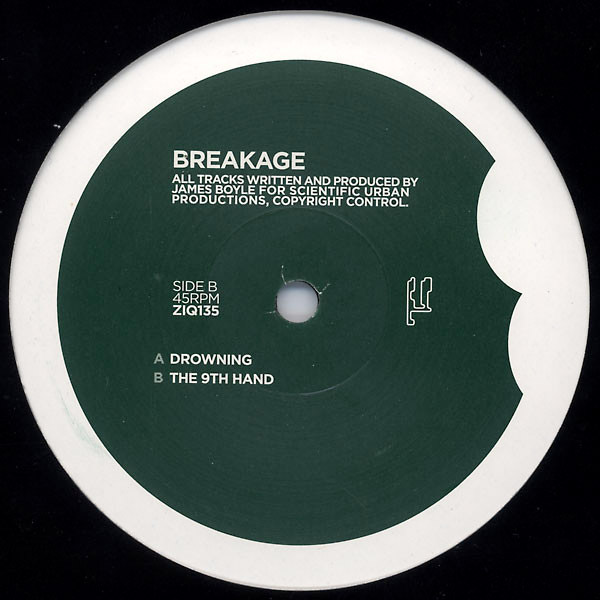 BREAKAGE
ALL TRACKS WRITTEN AND PRODUCED BY
JAMES BOYLE FOR SCIENTIFIC URBAN
PRODUCTIONS, COPYRIGHT CONTROL.
SIDE B
45RPM
ZIQ135
A DROWNING
B THE 9TH HAND